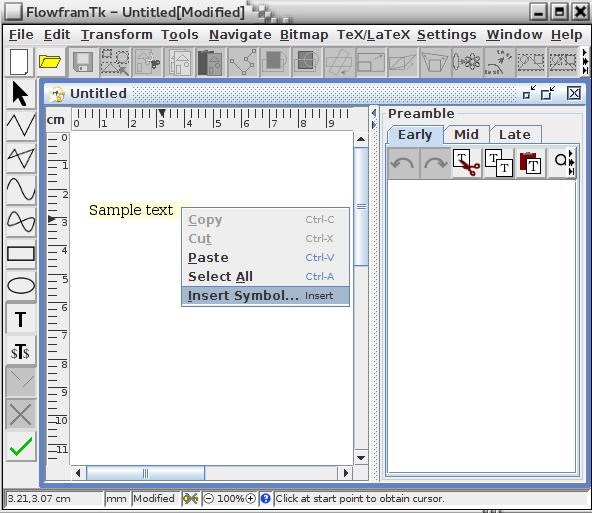 FlowframTk - Untitled[Modified]
File Edit Transform Tools Navigate Bitmap TeX/LaTeX Settings Window Help
Untitled
Preamble
cm
0 1 2 3 4 5 6 7 8 9
Early Mid Late
0
1
2
3
4
5
6
7
8
9
10
11
Sample text
Copy Ctrl-C
Cut Ctrl-X
Paste Ctrl-V
Select All Ctrl-A
Insert Symbol... Insert
T
$T$
3.21,3.07 cm mm Modified 100% Click at start point to obtain cursor.